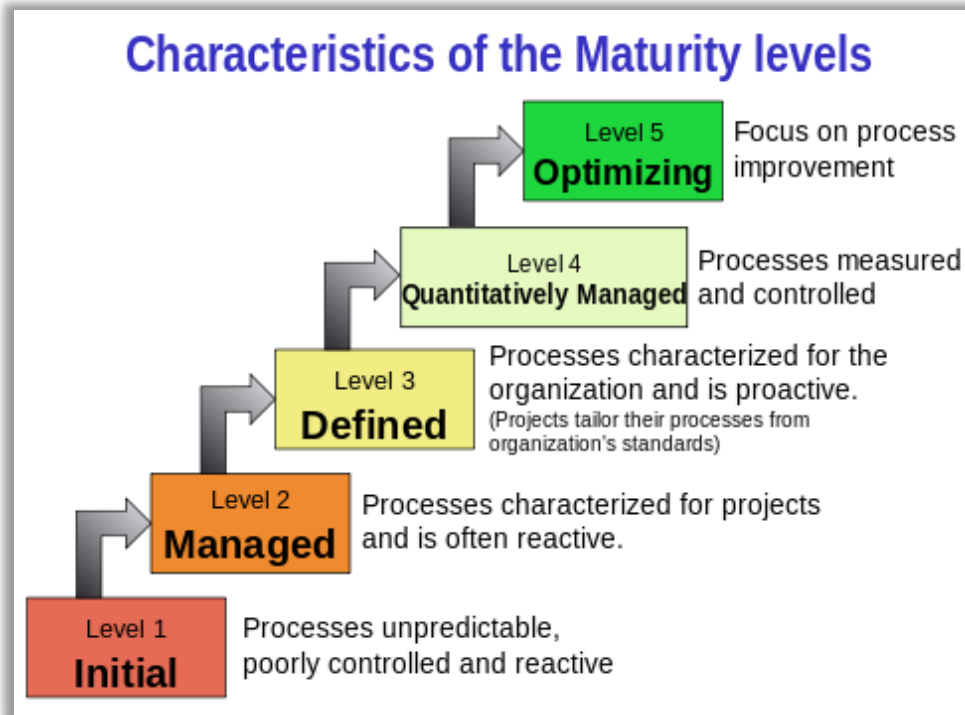 Characteristics of the Maturity levels
Level 5
Optimizing
Focus on process
improvement
Level 4
Quantitatively Managed
Processes measured
and controlled
Level 3
Defined
Processes characterized for the
organization and is proactive.
(Projects tailor their processes from
organization's standards)
Level 2
Managed
Processes characterized for projects
and is often reactive.
Level 1
Initial
Processes unpredictable,
poorly controlled and reactive